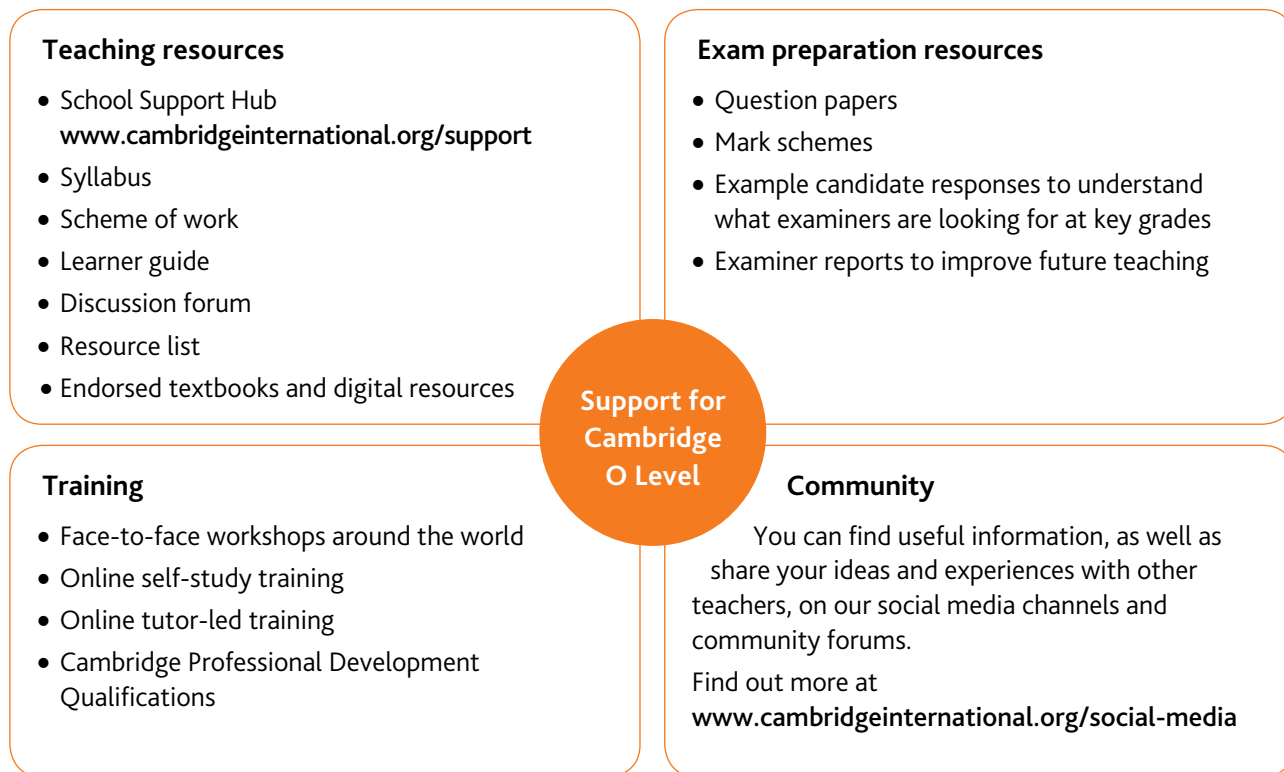 Teaching resources
• School Support Hub
www.cambridgeinternational.org/support
• Syllabus
• Scheme of work
• Learner guide
• Discussion forum
• Resource list
• Endorsed textbooks and digital resources
Exam preparation resources
• Question papers
• Mark schemes
• Example candidate responses to understand
what examiners are looking for at key grades
• Examiner reports to improve future teaching
Support for
Cambridge
O Level
Training
• Face-to-face workshops around the world
• Online self-study training
• Online tutor-led training
• Cambridge Professional Development
Qualifications
Community
You can find useful information, as well as
share your ideas and experiences with other
teachers, on our social media channels and
community forums.
Find out more at
www.cambridgeinternational.org/social-media